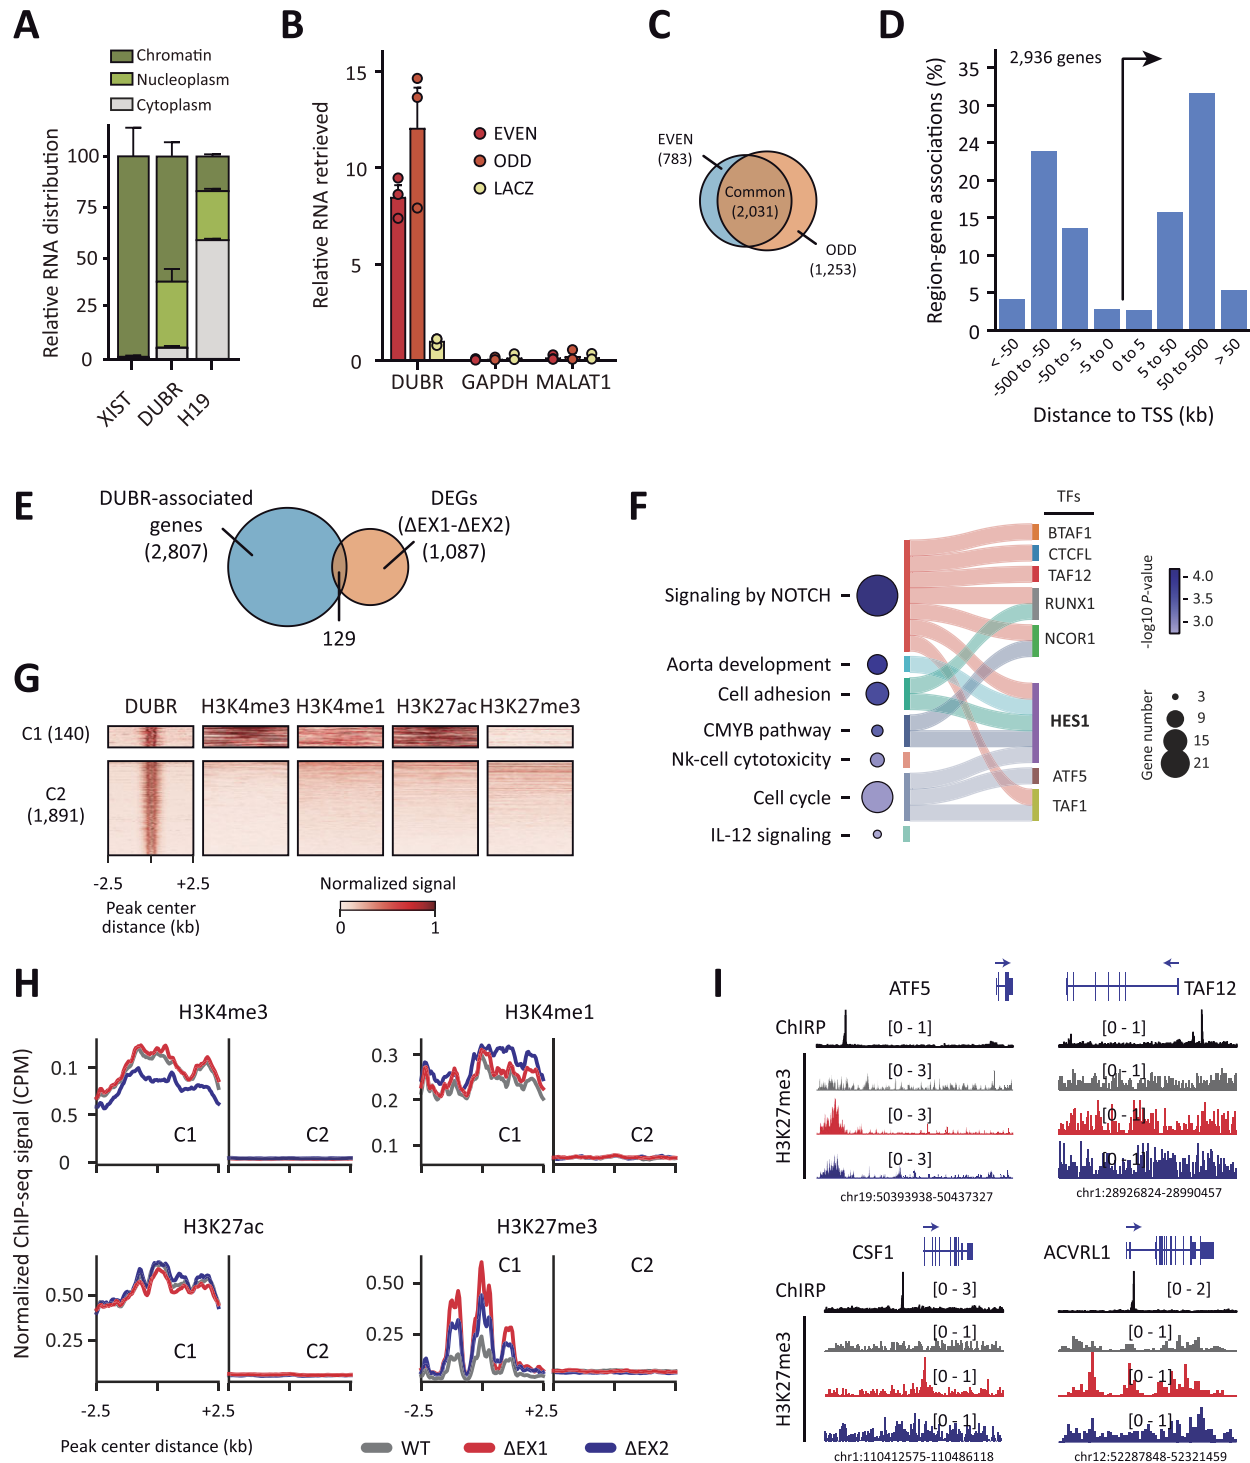 A
Chromatin
Nucleoplasm
Cytoplasm
Relative RNA distribution
100
75
50
25
0
XIST
DUBR
H19
B
Relative RNA retrieved
15
10
5
0
EVEN
ODD
LACZ
DUBR
GAPDH
MALAT1
C
EVEN
(783)
Common
(2,031)
ODD
(1,253)
D
2,936 genes
Region-gene associations (%)
35
30
24
20
15
10
5
0
< -50
-500 to -50
-50 to -5
-5 to 0
0 to 5
5 to 50
50 to 500
> 50
Distance to TSS (kb)
E
DUBR-associated
genes
(2,807)
DEGs
(ΔEX1-ΔEX2)
(1,087)
129
F
TFs
Signaling by NOTCH
Aorta development
Cell adhesion
CMYB pathway
Nk-cell cytotoxicity
Cell cycle
IL-12 signaling
BTAF1
CTCFL
TAF12
RUNX1
NCOR1
HES1
ATF5
TAF1
-log10 P-value
4.0
3.5
3.0
Gene number
3
9
15
21
G
DUBR
H3K4me3
H3K4me1
H3K27ac
H3K27me3
C1 (140)
C2
(1,891)
-2.5
+2.5
Peak center
distance (kb)
Normalized signal
0
1
H
Normalized ChIP-seq signal (CPM)
H3K4me3
0.1
0.5
0
C1
C2
H3K4me1
0.3
0.2
0.1
C1
C2
H3K27ac
0.50
0.25
C1
C2
-2.5
+2.5
H3K27me3
0.50
0.25
C1
C2
-2.5
+2.5
Peak center distance (kb)
WT
ΔEX1
ΔEX2
I
ATF5
ChIRP
[0 - 1]
H3K27me3
[0 - 3]
[0 - 3]
[0 - 3]
chr19:50393938-50437327
TAF12
[0 - 1]
[0 - 1]
[0 - 1]
[0 - 1]
chr1:28926824-28990457
CSF1
ChIRP
[0 - 3]
H3K27me3
[0 - 1]
[0 - 1]
[0 - 1]
chr1:110412575-110486118
ACVRL1
[0 - 2]
[0 - 1]
[0 - 1]
[0 - 1]
chr12:52287848-52321459